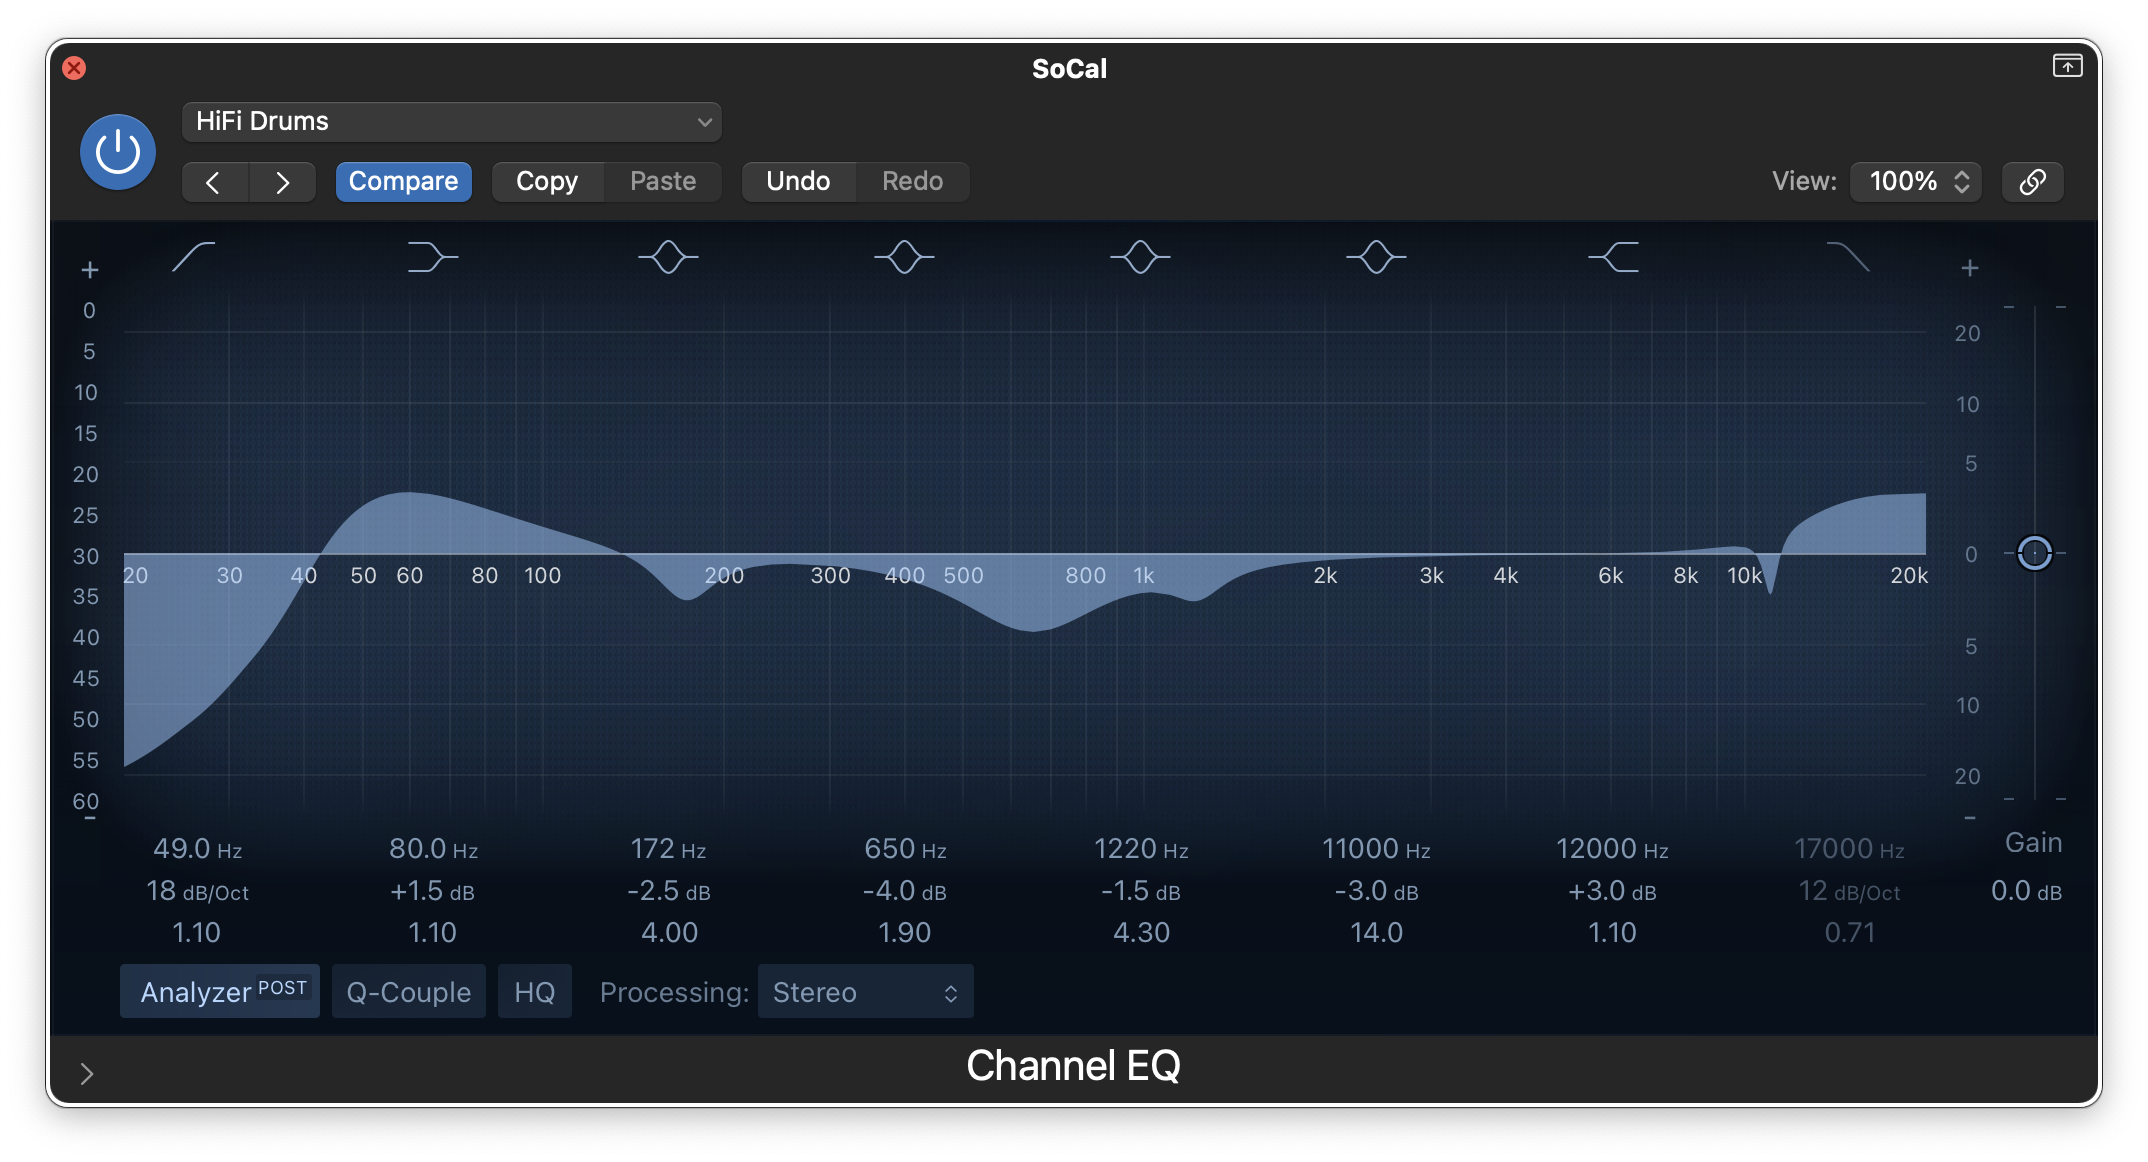 SoCal
HiFi Drums
Compare Copy Paste Undo Redo View: 100%
+ +
0
5
10
15
20
25
30
35
40
45
50
55
60
-
20
10
5
0
5
10
20
-
20 30 40 50 60 80 100 200 300 400 500 800 1k 2k 3k 4k 6k 8k 10k 20k
49.0 Hz 80.0 Hz 172 Hz 650 Hz 1220 Hz 11000 Hz 12000 Hz 17000 Hz Gain
18 dB/Oct +1.5 dB -2.5 dB -4.0 dB -1.5 dB -3.0 dB +3.0 dB 12 dB/Oct 0.0 dB
1.10 1.10 4.00 1.90 4.30 14.0 1.10 0.71
Analyzer POST Q-Couple HQ Processing: Stereo
Channel EQ